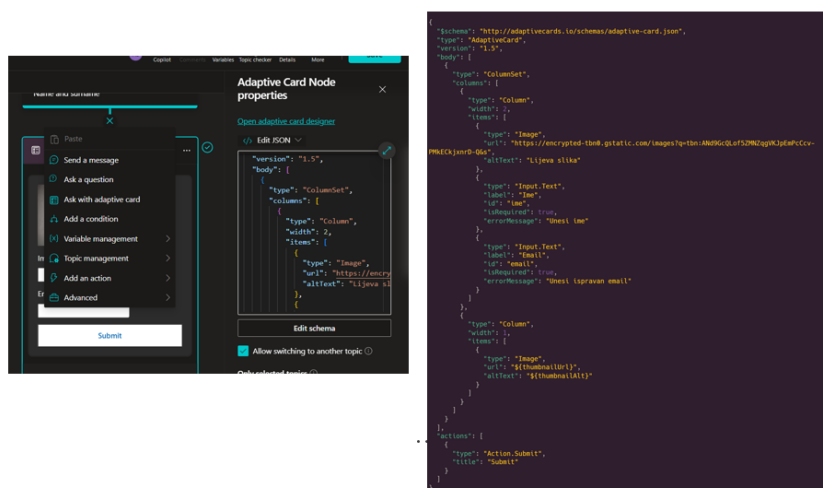 Copilot Comments Variables Topic checker Details More Save
Name and surname
Paste
Send a message
Ask a question
Ask with adaptive card
Add a condition
Variable management
Topic management
Add an action
Advanced
Submit
Adaptive Card Node
properties
Open adaptive card designer
Edit JSON
"version": "1.5",
"body": [
{
"type": "ColumnSet",
"columns": [
{
"type": "Column",
"width": 2,
"items": [
{
"type": "Image",
"url": "https://encry
"altText": "Lijeva sl
},
{
Edit schema
Allow switching to another topic
Only selected topics
{
"$schema": "http://adaptivecards.io/schemas/adaptive-card.json",
"type": "AdaptiveCard",
"version": "1.5",
"body": [
{
"type": "ColumnSet",
"columns": [
{
"type": "Column",
"width": 2,
"items": [
{
"type": "Image",
"altText": "Lijeva slika"
},
{
"type": "Input.Text",
"label": "Ime",
"id": "ime",
"isRequired": true,
"errorMessage": "Unesi ime"
},
{
"type": "Input.Text",
"label": "Email",
"id": "email",
"isRequired": true,
"errorMessage": "Unesi ispravan email"
}
]
},
{
"type": "Column",
"width": 1,
"items": [
{
"type": "Image",
"url": "${thumbnailUrl}",
"altText": "${thumbnailAlt}"
}
]
}
]
}
],
"actions": [
{
"type": "Action.Submit",
"title": "Submit"
}
]
}